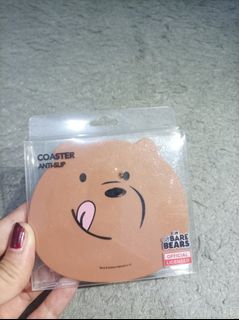 COASTER
ANTI-SLIP
WE
BARE
BEARS
OFFICIAL
LICENSED